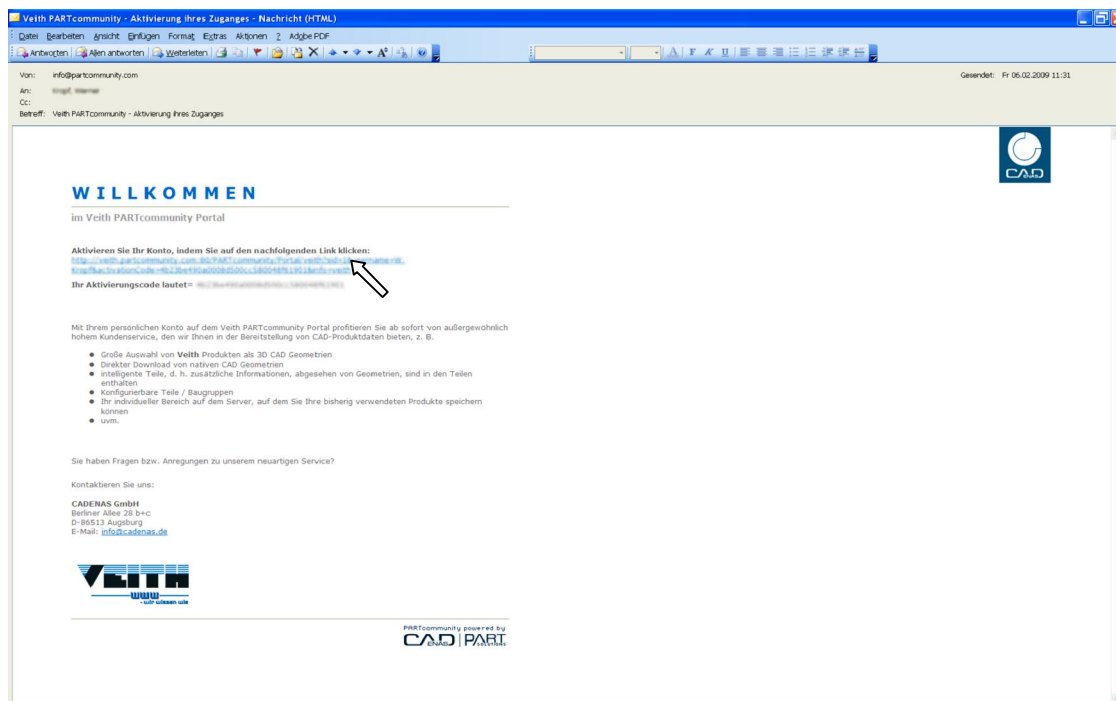 Veith PARTcommunity - Aktivierung ihres Zuganges - Nachricht (HTML)
Datei Bearbeiten Ansicht Einfügen Format Extras Aktionen ? Adobe PDF
Antworten Allen antworten Weiterleiten
A F K U
Von: info@partcommunity.com Gesendet: Fr 06.02.2009 11:31
An:
Cc:
Betreff: Veith PARTcommunity - Aktivierung ihres Zuganges
CAD
WILLKOMMEN
im Veith PARTcommunity Portal
Aktivieren Sie Ihr Konto, indem Sie auf den nachfolgenden Link klicken:
Ihr Aktivierungscode lautet=
Mit Ihrem persönlichen Konto auf dem Veith PARTcommunity Portal profitieren Sie ab sofort von außergewöhnlich
hohem Kundenservice, den wir Ihnen in der Bereitstellung von CAD-Produktdaten bieten, z. B.
Große Auswahl von Veith Produkten als 3D CAD Geometrien
Direkter Download von nativen CAD Geometrien
intelligente Teile, d. h. zusätzliche Informationen, abgesehen von Geometrien, sind in den Teilen
enthalten
Konfigurierbare Teile / Baugruppen
Ihr individueller Bereich auf dem Server, auf dem Sie Ihre bisherig verwendeten Produkte speichern
können
uvm.
Sie haben Fragen bzw. Anregungen zu unserem neuartigen Service?
Kontaktieren Sie uns:
CADENAS GmbH
Berliner Allee 28 b+c
D-86513 Augsburg
E-Mail: info@cadenas.de
VEITH
www
- wir wissen wie
PARTcommunity powered by
CADENAS | PARTsolutions